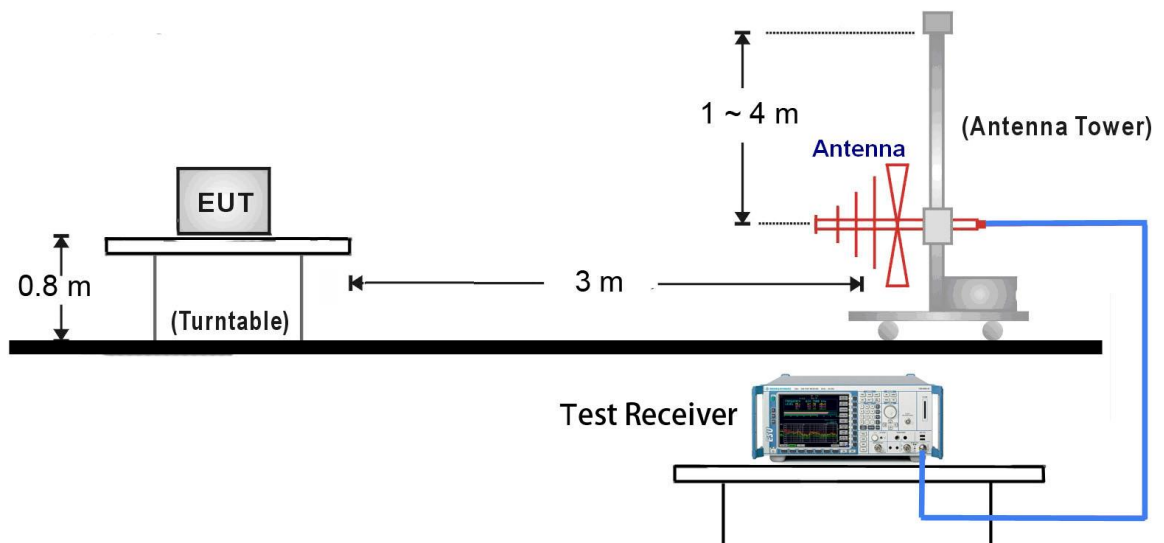 1 ~ 4 m
(Antenna Tower)
Antenna
EUT
0.8 m
3 m
(Turntable)
Test Receiver